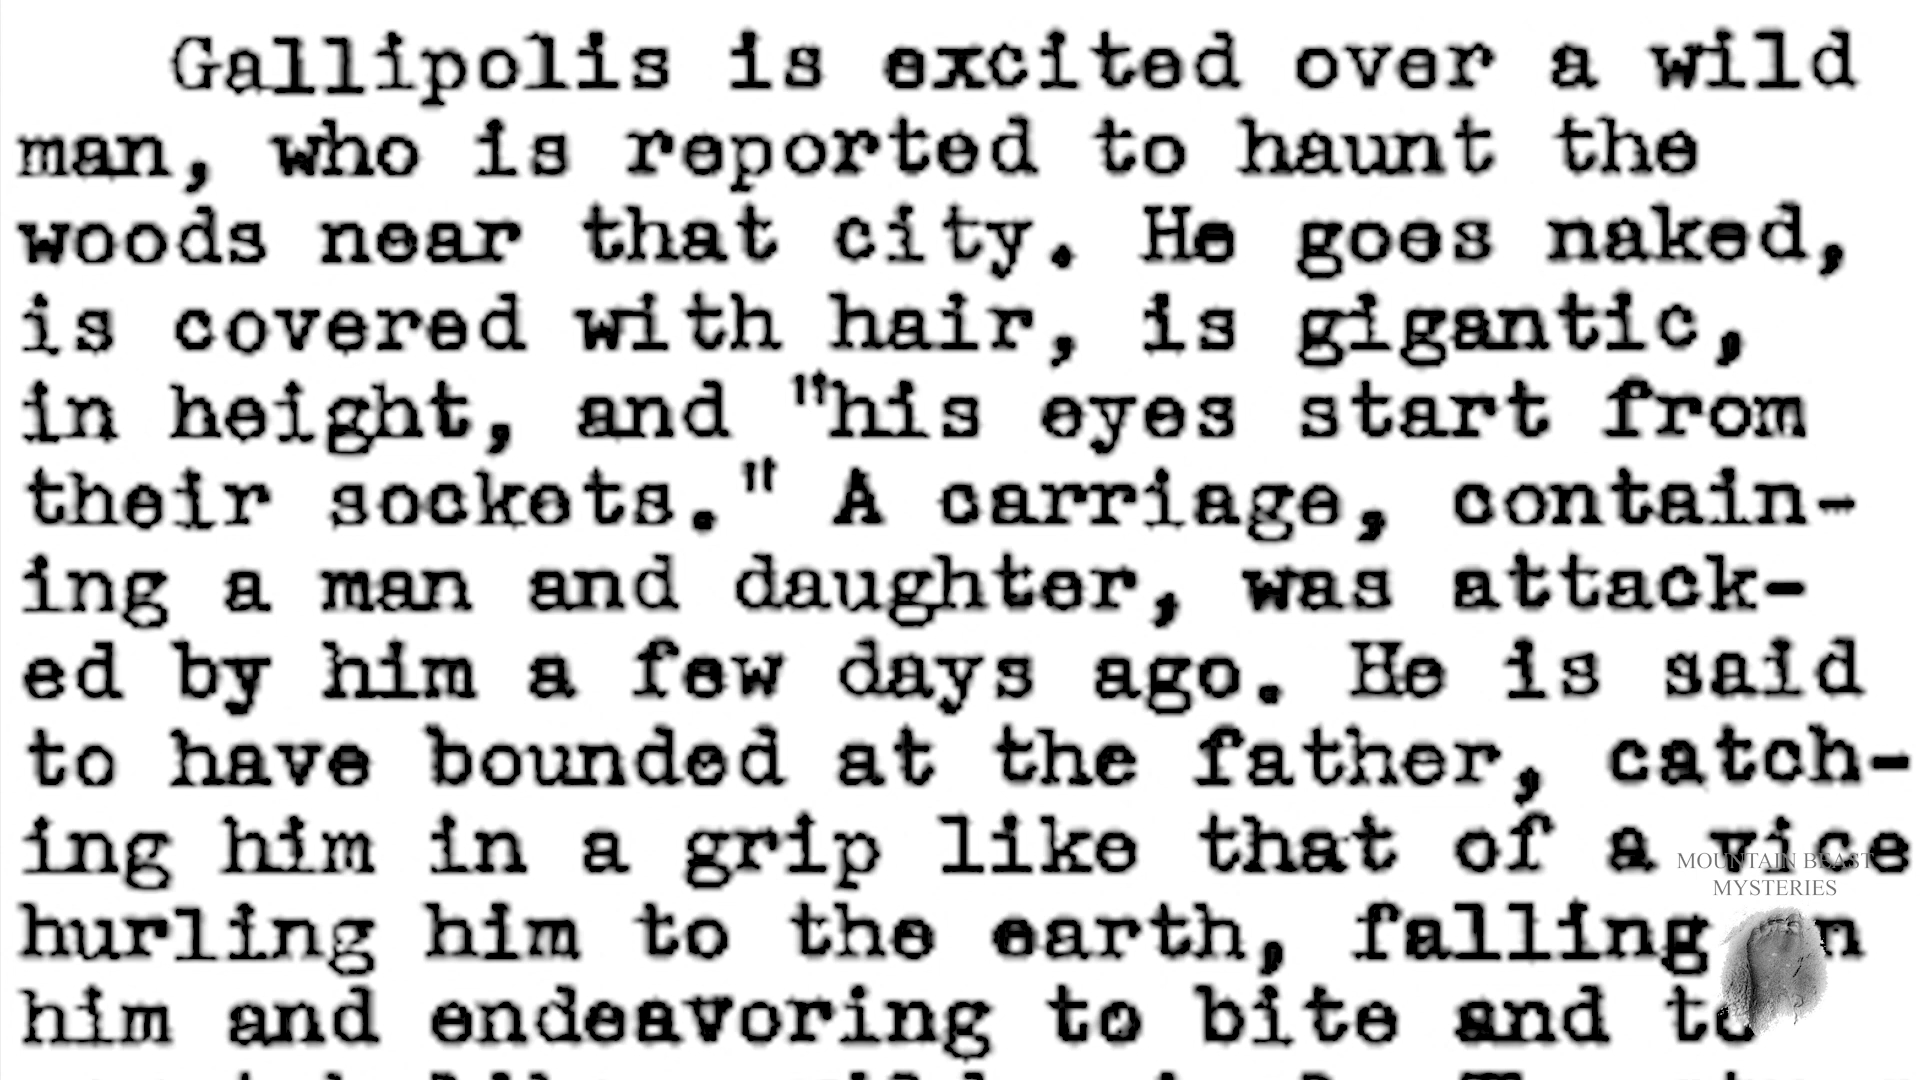 Gallipolis is excited over a wild
man, who is reported to haunt the
woods near that city. He goes naked,
is covered with hair, is gigantic,
in height, and "his eyes start from
their sockets." A carriage, contain-
ing a man and daughter, was attack-
ed by him a few days ago. He is said
to have bounded at the father, catch-
ing him in a grip like that of a vice
hurling him to the earth, falling
him and endeavoring to bite and to
MOUNTAIN BEAST
MYSTERIES